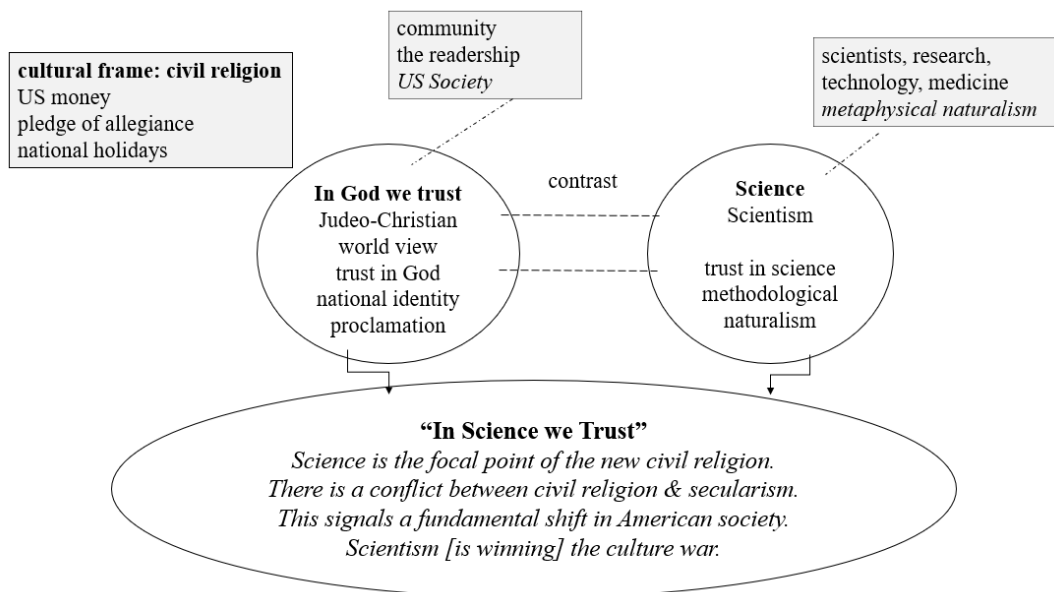 community
the readership
US Society
cultural frame: civil religion
US money
pledge of allegiance
national holidays
scientists, research,
technology, medicine
metaphysical naturalism
In God we trust
Judeo-Christian
world view
trust in God
national identity
proclamation
contrast
Science
Scientism
trust in science
methodological
naturalism
“In Science we Trust”
Science is the focal point of the new civil religion.
There is a conflict between civil religion & secularism.
This signals a fundamental shift in American society.
Scientism [is winning] the culture war.